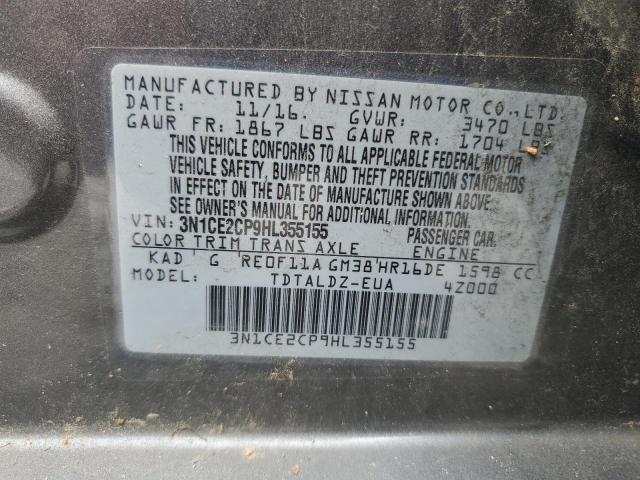 MANUFACTURED BY NISSAN MOTOR CO., LTD.
DATE: 11/16. GVWR: 3470 LBS
GAWR FR: 1867 LBS GAWR RR: 1704 LBS
THIS VEHICLE CONFORMS TO ALL APPLICABLE FEDERAL MOTOR
VEHICLE SAFETY, BUMPER AND THEFT PREVENTION STANDARDS
IN EFFECT ON THE DATE OF MANUFACTURE SHOWN ABOVE.
SEE OWNER'S MANUAL FOR ADDITIONAL INFORMATION.
VIN: 3N1CE2CP9HL355155 PASSENGER CAR.
COLOR TRIM TRANS AXLE ENGINE
KAD G RE0F11A GM38 HR16DE 1598 CC
MODEL: TDTALDZ-EUA 4Z000
3N1CE2CP9HL355155